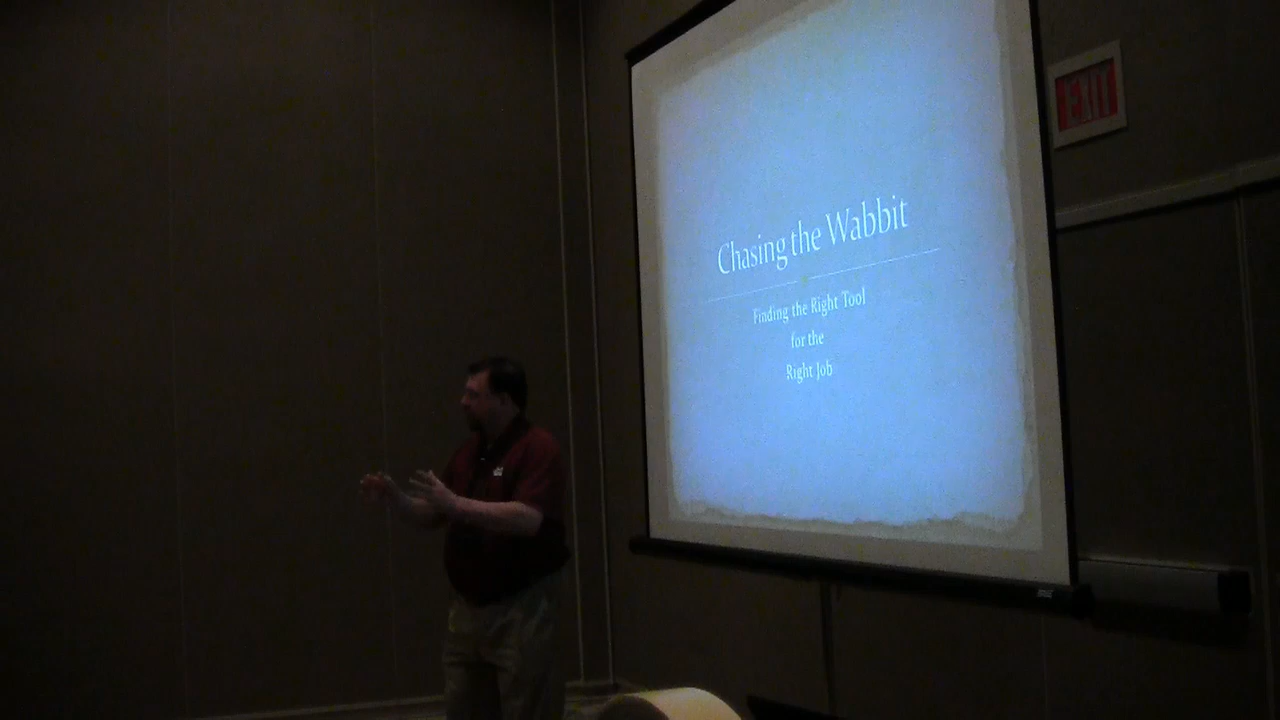 Chasing the Wabbit
Finding the Right Tool
for the
Right Job
EXIT